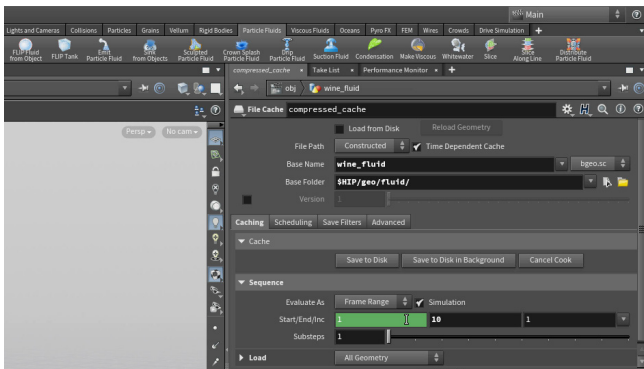 Main
Lights and Cameras Collisions Particles Grains Vellum Rigid Bodies Particle Fluids Viscous Fluids Oceans Pyro FX FEM Wires Crowds Drive Simulation +
FLIP Fluid from Object
FLIP Tank
Emit Particle Fluid
Sink from Objects
Sculpted Particle Fluid
Crown Splash Particle Fluid
Drip Particle Fluid
Suction Fluid
Condensation
Make Viscous
Whitewater
Slice
Slice Along Line
Distribute Particle Fluid
compressed_cache × Take List × Performance Monitor × +
obj wine_fluid
File Cache compressed_cache
Persp No cam
Load from Disk Reload Geometry
File Path Constructed Time Dependent Cache
Base Name wine_fluid bgeo.sc
Base Folder $HIP/geo/fluid/
Version 1
Caching Scheduling Save Filters Advanced
Cache
Save to Disk Save to Disk in Background Cancel Cook
Sequence
Evaluate As Frame Range Simulation
Start/End/Inc 1 10 1
Substeps 1
Load All Geometry